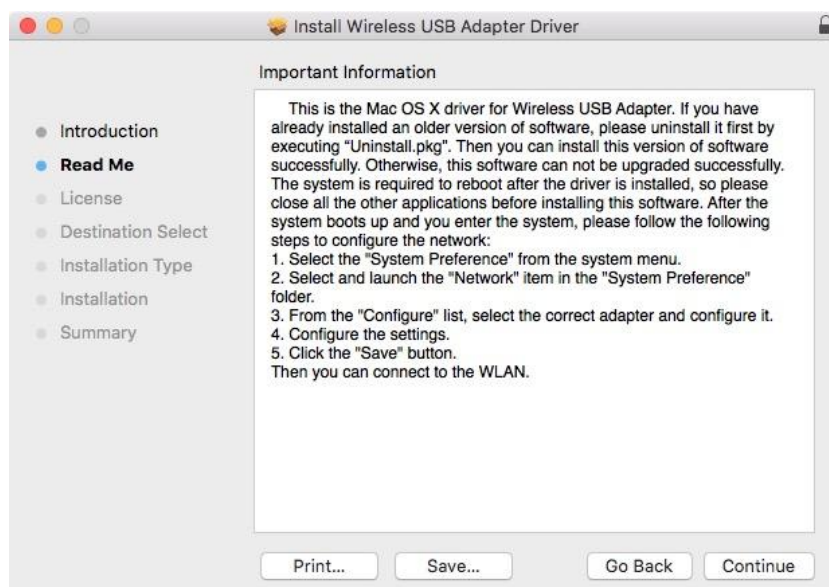 Install Wireless USB Adapter Driver
Important Information
Introduction
Read Me
License
Destination Select
Installation Type
Installation
Summary
This is the Mac OS X driver for Wireless USB Adapter. If you have
already installed an older version of software, please uninstall it first by
executing “Uninstall.pkg". Then you can install this version of software
successfully. Otherwise, this software can not be upgraded successfully.
The system is required to reboot after the driver is installed, so please
close all the other applications before installing this software. After the
system boots up and you enter the system, please follow the following
steps to configure the network:
1. Select the "System Preference" from the system menu.
2. Select and launch the "Network" item in the "System Preference"
folder.
3. From the "Configure" list, select the correct adapter and configure it.
4. Configure the settings.
5. Click the "Save" button.
Then you can connect to the WLAN.
Print...
Save...
Go Back
Continue